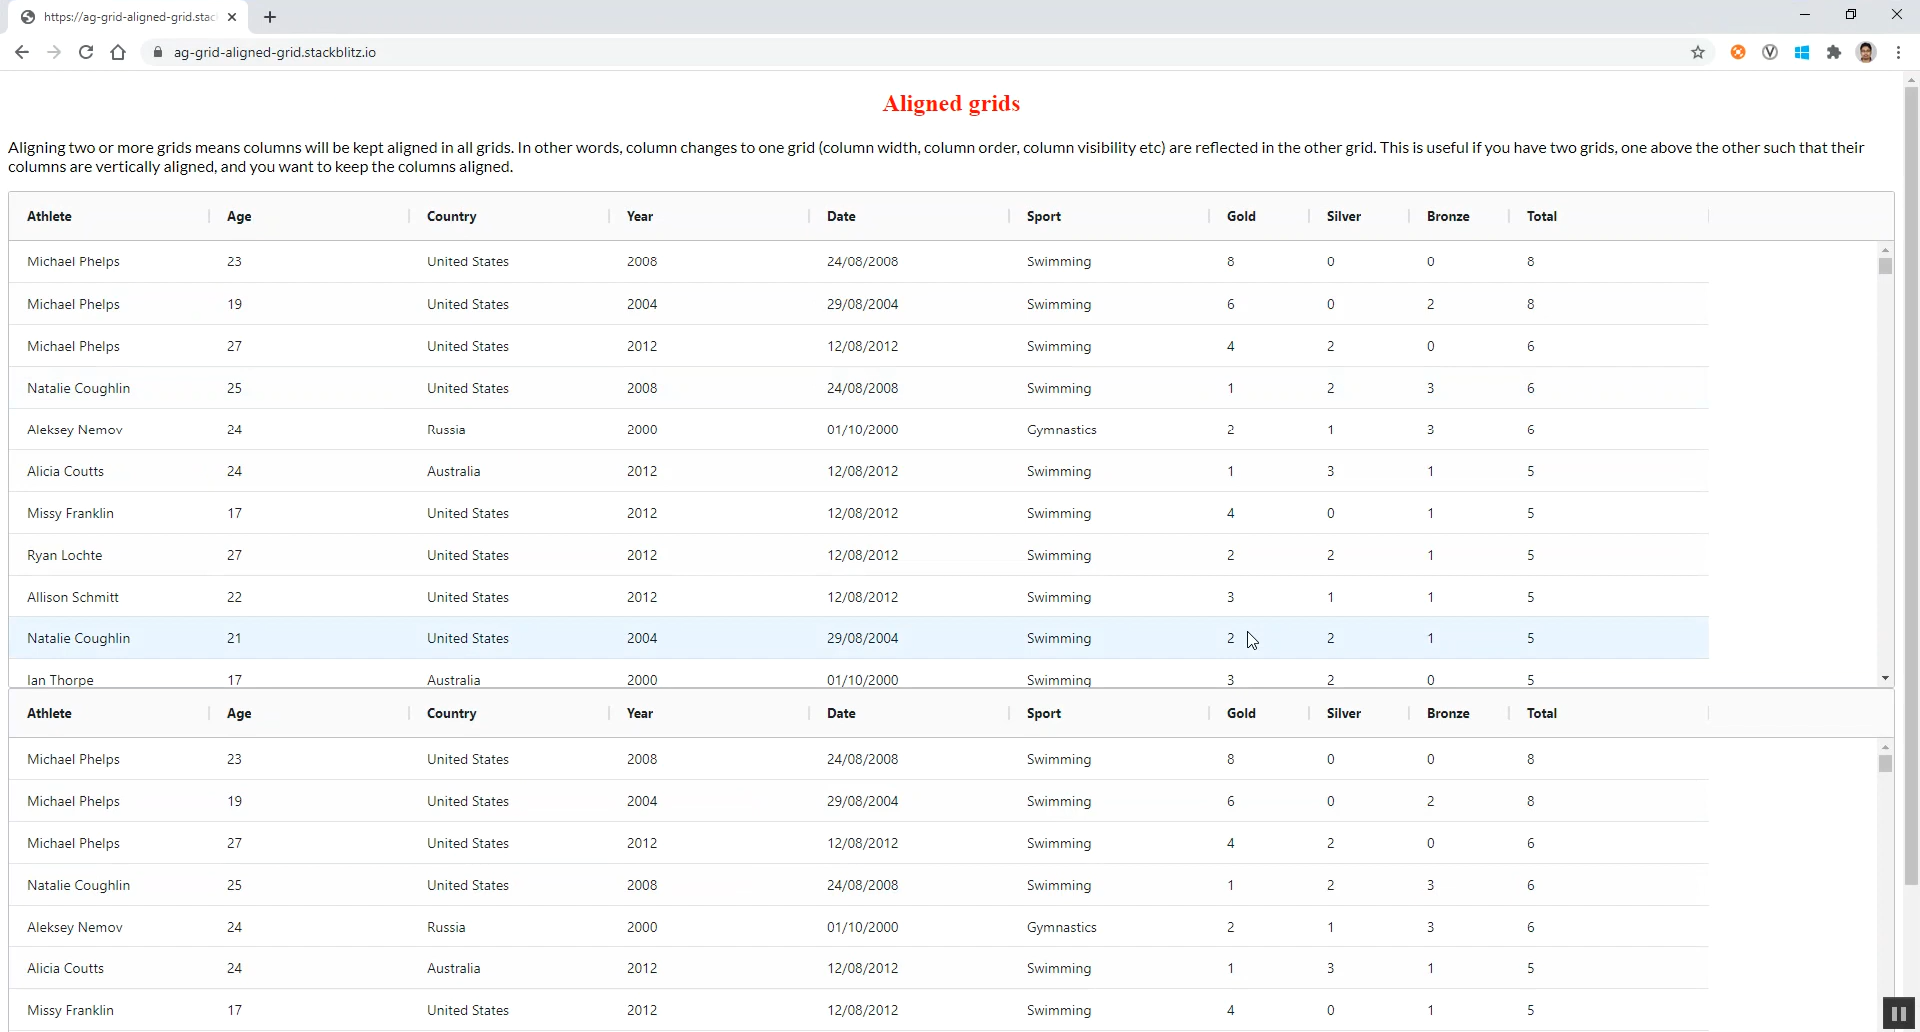 https://ag-grid-aligned-grid.stac
ag-grid-aligned-grid.stackblitz.io
Aligned grids
Aligning two or more grids means columns will be kept aligned in all grids. In other words, column changes to one grid (column width, column order, column visibility etc) are reflected in the other grid. This is useful if you have two grids, one above the other such that their
columns are vertically aligned, and you want to keep the columns aligned.
Athlete Age Country Year Date Sport Gold Silver Bronze Total
Michael Phelps 23 United States 2008 24/08/2008 Swimming 8 0 0 8
Michael Phelps 19 United States 2004 29/08/2004 Swimming 6 0 2 8
Michael Phelps 27 United States 2012 12/08/2012 Swimming 4 2 0 6
Natalie Coughlin 25 United States 2008 24/08/2008 Swimming 1 2 3 6
Aleksey Nemov 24 Russia 2000 01/10/2000 Gymnastics 2 1 3 6
Alicia Coutts 24 Australia 2012 12/08/2012 Swimming 1 3 1 5
Missy Franklin 17 United States 2012 12/08/2012 Swimming 4 0 1 5
Ryan Lochte 27 United States 2012 12/08/2012 Swimming 2 2 1 5
Allison Schmitt 22 United States 2012 12/08/2012 Swimming 3 1 1 5
Natalie Coughlin 21 United States 2004 29/08/2004 Swimming 2 2 1 5
Ian Thorpe 17 Australia 2000 01/10/2000 Swimming 3 2 0 5
Athlete Age Country Year Date Sport Gold Silver Bronze Total
Michael Phelps 23 United States 2008 24/08/2008 Swimming 8 0 0 8
Michael Phelps 19 United States 2004 29/08/2004 Swimming 6 0 2 8
Michael Phelps 27 United States 2012 12/08/2012 Swimming 4 2 0 6
Natalie Coughlin 25 United States 2008 24/08/2008 Swimming 1 2 3 6
Aleksey Nemov 24 Russia 2000 01/10/2000 Gymnastics 2 1 3 6
Alicia Coutts 24 Australia 2012 12/08/2012 Swimming 1 3 1 5
Missy Franklin 17 United States 2012 12/08/2012 Swimming 4 0 1 5